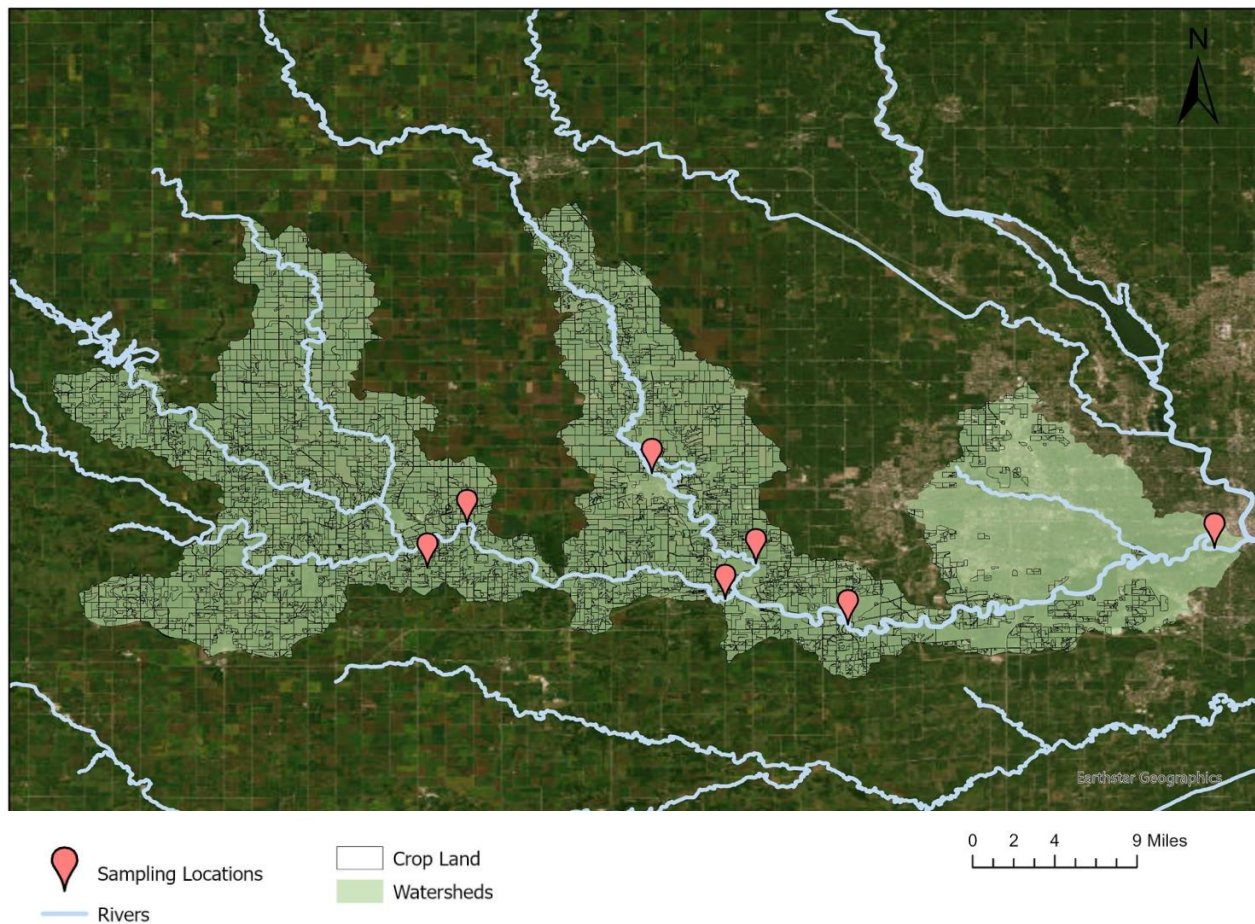 N
Earthstar Geographics
Sampling Locations
Rivers
Crop Land
Watersheds
0 2 4 9 Miles